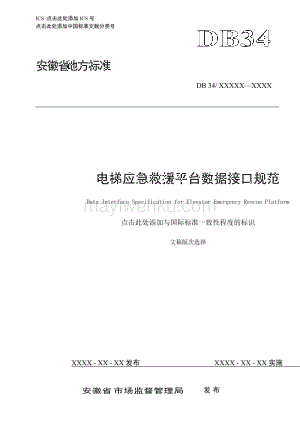 ICS 点击此处添加 ICS 号
点击此处添加中国标准文献分类号
DB34
安徽省地方标准
DB 34/ XXXXX—XXXX
电梯应急救援平台数据接口规范
Data Interface Specification for Elevator Emergency Rescue Platform
mayiwenku.com
点击此处添加与国际标准一致性程度的标识
文稿版次选择
XXXX - XX - XX 发布 XXXX - XX - XX 实施
安徽省市场监督管理局 发 布